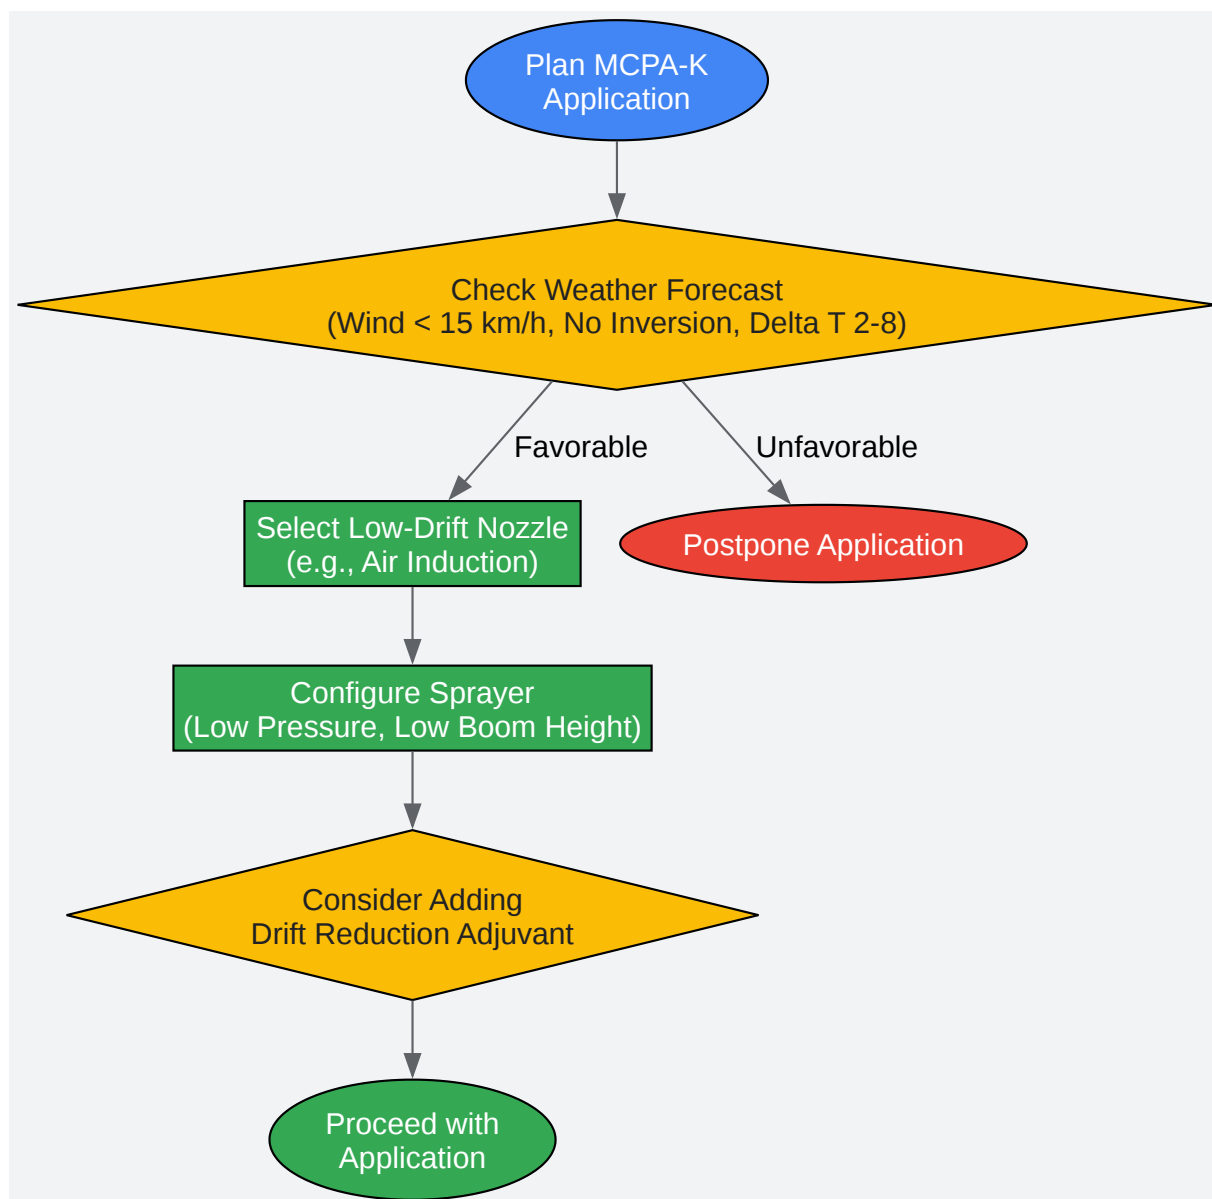 Plan MCPA-K
Application
Check Weather Forecast
(Wind < 15 km/h, No Inversion, Delta T 2-8)
Favorable
Unfavorable
Select Low-Drift Nozzle
(e.g., Air Induction)
Postpone Application
Configure Sprayer
(Low Pressure, Low Boom Height)
Consider Adding
Drift Reduction Adjuvant
Proceed with
Application